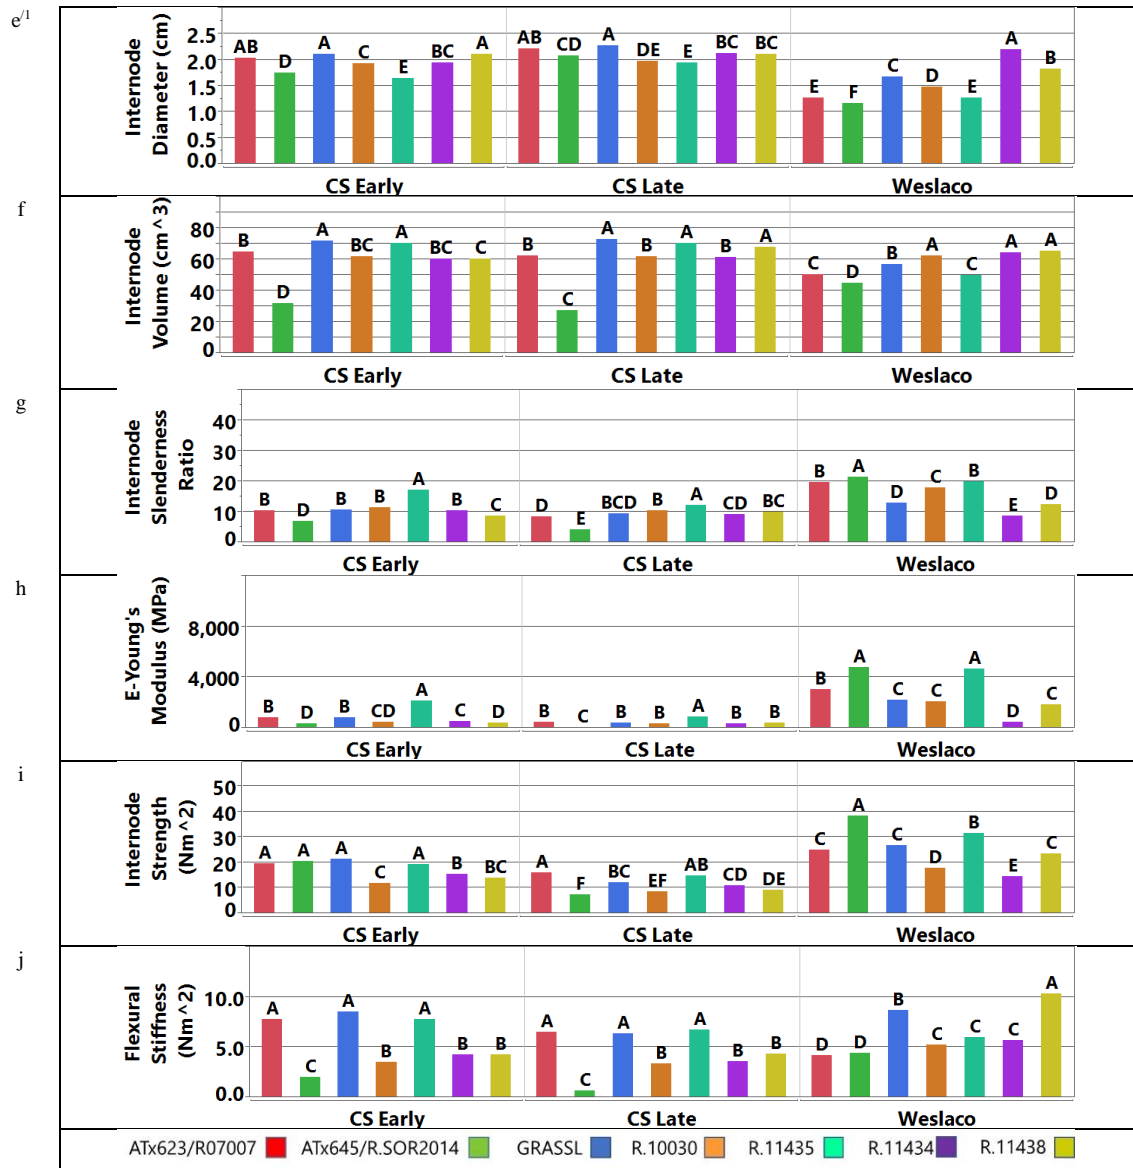 e/1
Internode
Diameter (cm)
2.5
2.0
1.5
1.0
0.5
0.0
AB D A C E BC A
AB CD A DE E BC BC
E F C D E A B
CS Early CS Late Weslaco
f
Internode
Volume (cm^3)
80
60
40
20
0
B D A BC A BC C
B C A B A B A
C D B A C A A
CS Early CS Late Weslaco
g
Internode
Slenderness
Ratio
40
30
20
10
0
B D B B A B C
D E BCD B A CD BC
B A D C B E D
CS Early CS Late Weslaco
h
E-Young's
Modulus (MPa)
8,000
4,000
0
B D B CD A C D
B C B B A B B
B A C C A D C
CS Early CS Late Weslaco
i
Internode
Strength
(Nm^2)
50
40
30
20
10
0
A A A C A B BC
A F BC EF AB CD DE
C A C D B E C
CS Early CS Late Weslaco
j
Flexural
Stiffness
(Nm^2)
10.0
5.0
0.0
A C A B A B B
A C A B A B B
D D B C C C A
CS Early CS Late Weslaco
ATx623/R07007 ATx645/R.SOR2014 GRASSL R.10030 R.11435 R.11434 R.11438